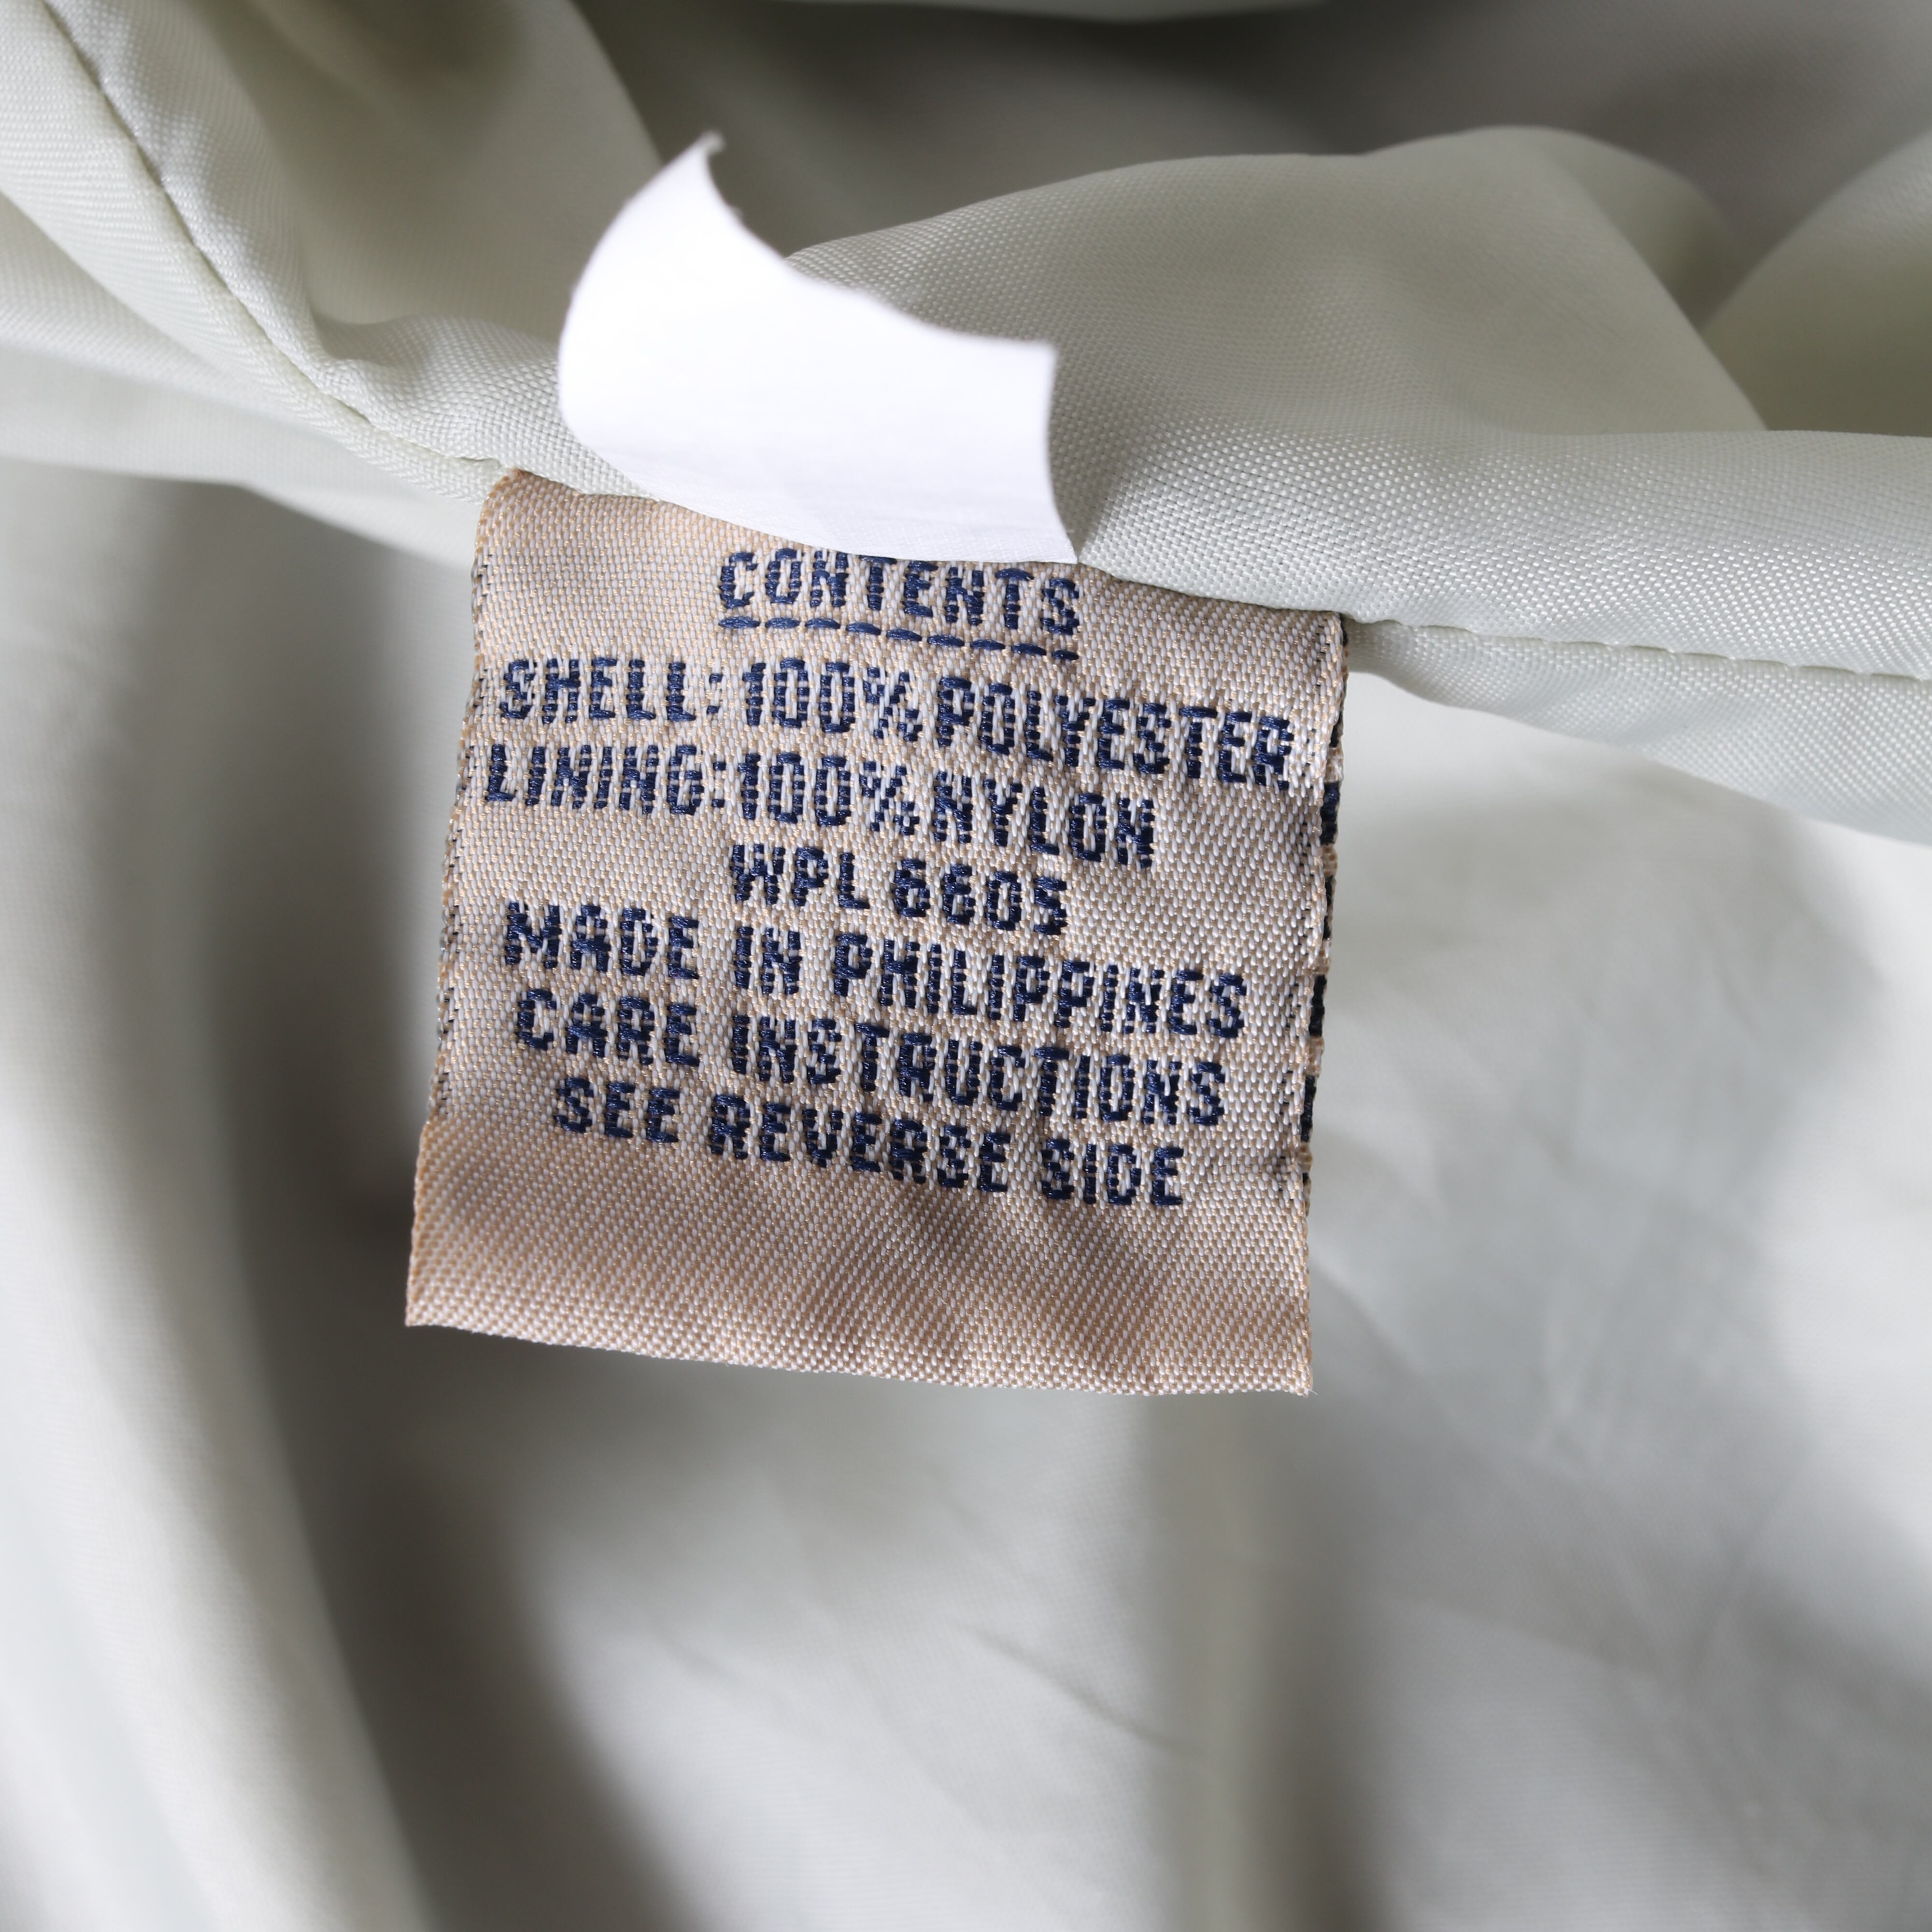 CONTENTS
SHELL: 100% POLYESTER
LINING: 100% NYLON
WPL 6605
MADE IN PHILIPPINES
CARE INSTRUCTIONS
SEE REVERSE SIDE